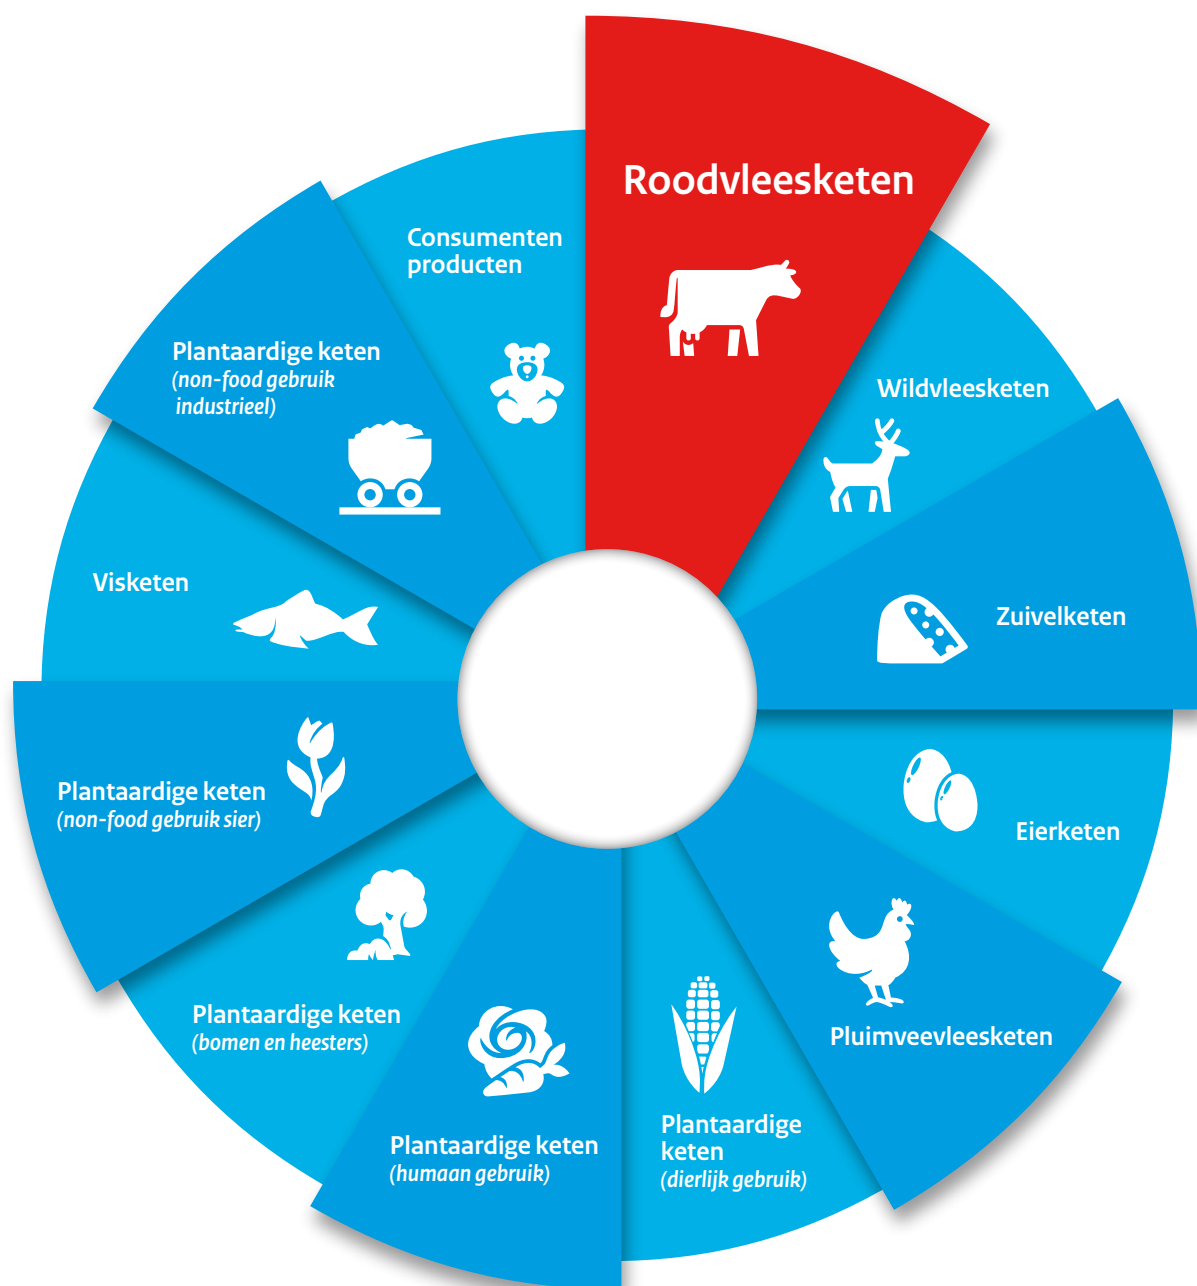 Roodvleesketen
Consumenten
producten
Plantaardige keten
(non-food gebruik
industrieel)
Wildvleesketen
Visketen
Zuivelketen
Plantaardige keten
(non-food gebruik sier)
Eierketen
Plantaardige keten
(bomen en heesters)
Pluimveevleesketen
Plantaardige keten
(humaan gebruik)
Plantaardige
keten
(dierlijk gebruik)